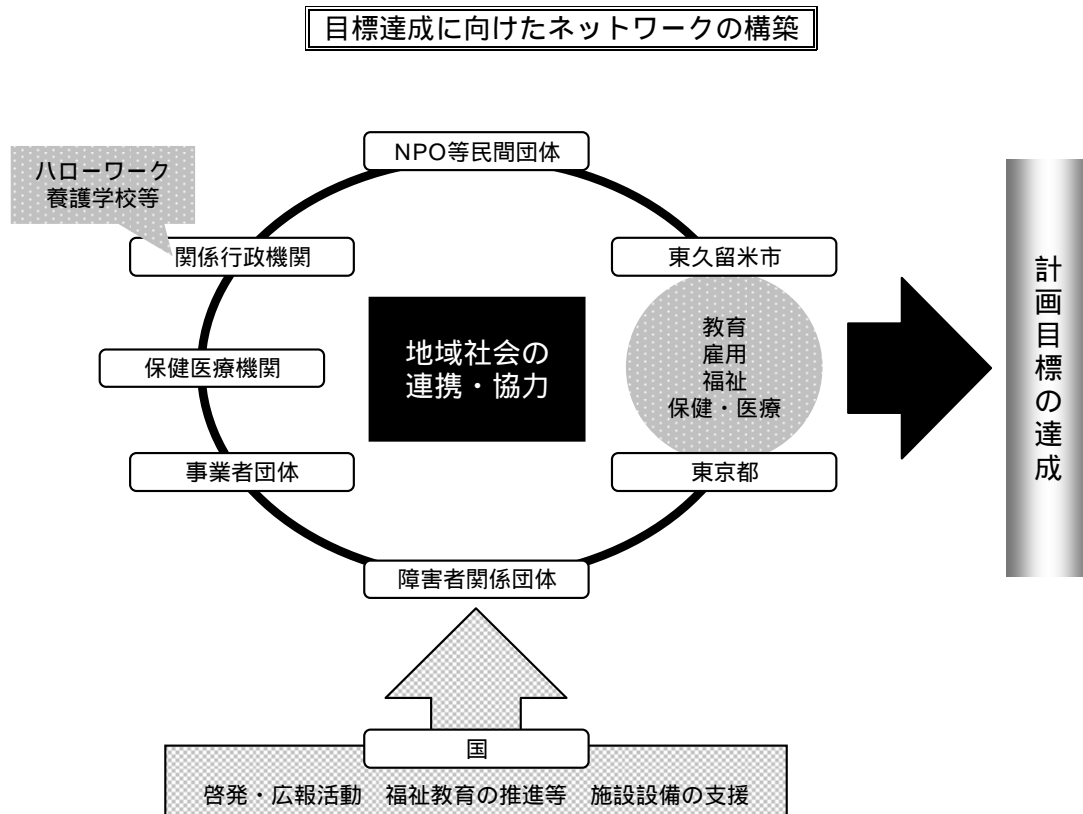 目標達成に向けたネットワークの構築
NPO等民間団体
ハローワーク
養護学校等
関係行政機関
東久留米市
保健医療機関
地域社会の
連携・協力
教育
雇用
福祉
保健・医療
計画目標の達成
事業者団体
東京都
障害者関係団体
国
啓発・広報活動　福祉教育の推進等　施設設備の支援